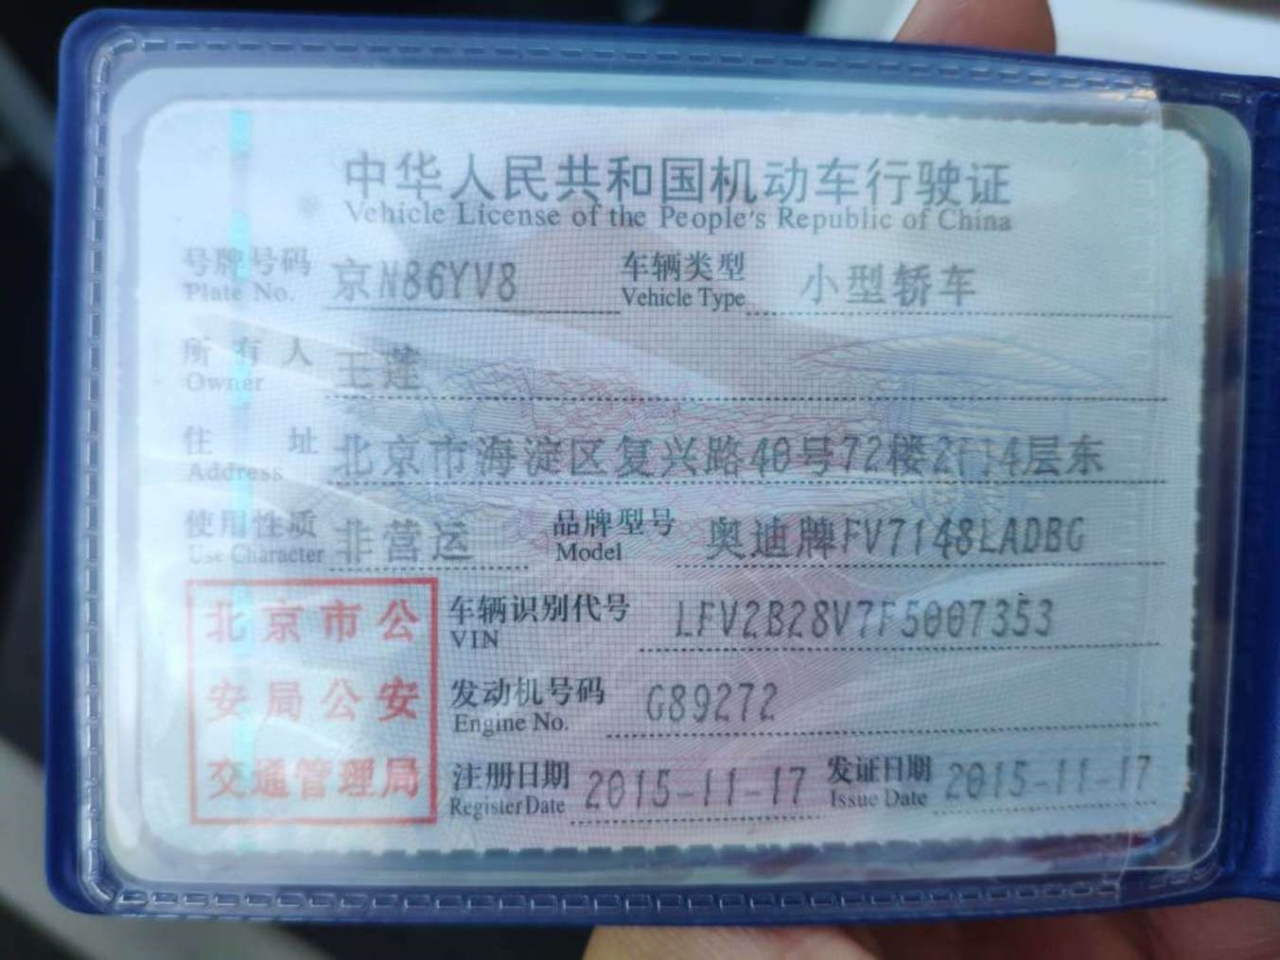 中华人民共和国机动车行驶证
Vehicle License of the People's Republic of China
号牌号码 京N86YV8 车辆类型 小型轿车
Plate No. Vehicle Type
所有人 王莲
Owner
住址 北京市海淀区复兴路40号72楼 层东
Address
使用性质 非营运 品牌型号 奥迪牌FV7148LADBG
Use Character Model
北京市公
安局公安
交通管理局
车辆识别代号 LFV2B28V7F5007353
VIN
发动机号码 G89272
Engine No.
注册日期 2015-11-17 发证日期 2015-11-17
Register Date Issue Date